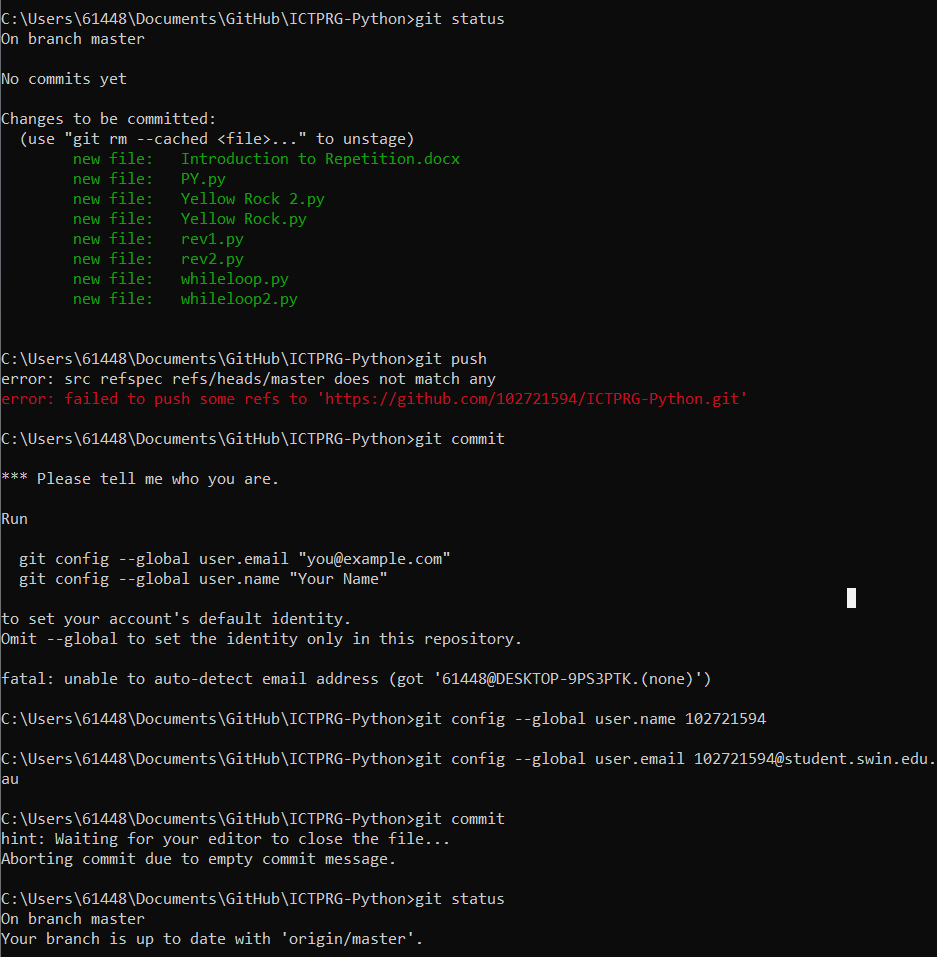 C:\Users\61448\Documents\GitHub\ICTPRG-Python>git status
On branch master
No commits yet
Changes to be committed:
  (use "git rm --cached <file>..." to unstage)
        new file:   Introduction to Repetition.docx
        new file:   PY.py
        new file:   Yellow Rock 2.py
        new file:   Yellow Rock.py
        new file:   rev1.py
        new file:   rev2.py
        new file:   whileloop.py
        new file:   whileloop2.py
C:\Users\61448\Documents\GitHub\ICTPRG-Python>git push
error: src refspec refs/heads/master does not match any
error: failed to push some refs to 'https://github.com/102721594/ICTPRG-Python.git'
C:\Users\61448\Documents\GitHub\ICTPRG-Python>git commit
*** Please tell me who you are.
Run
  git config --global user.email "you@example.com"
  git config --global user.name "Your Name"
to set your account's default identity.
Omit --global to set the identity only in this repository.
fatal: unable to auto-detect email address (got '61448@DESKTOP-9PS3PTK.(none)')
C:\Users\61448\Documents\GitHub\ICTPRG-Python>git config --global user.name 102721594
C:\Users\61448\Documents\GitHub\ICTPRG-Python>git config --global user.email 102721594@student.swin.edu.
au
C:\Users\61448\Documents\GitHub\ICTPRG-Python>git commit
hint: Waiting for your editor to close the file...
Aborting commit due to empty commit message.
C:\Users\61448\Documents\GitHub\ICTPRG-Python>git status
On branch master
Your branch is up to date with 'origin/master'.